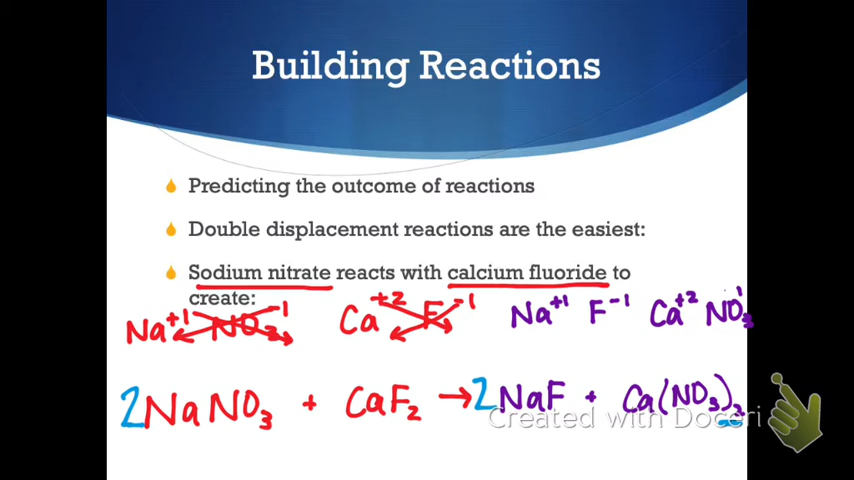 Building Reactions
Predicting the outcome of reactions
Double displacement reactions are the easiest:
Sodium nitrate reacts with calcium fluoride to
create:
Na⁺¹ NO₃⁻¹ Ca⁺² F⁻¹ Na⁺¹ F⁻¹ Ca⁺² NO₃¹
2NaNO₃ + CaF₂ → 2NaF + Ca(NO₃)₂
Created with Doceri